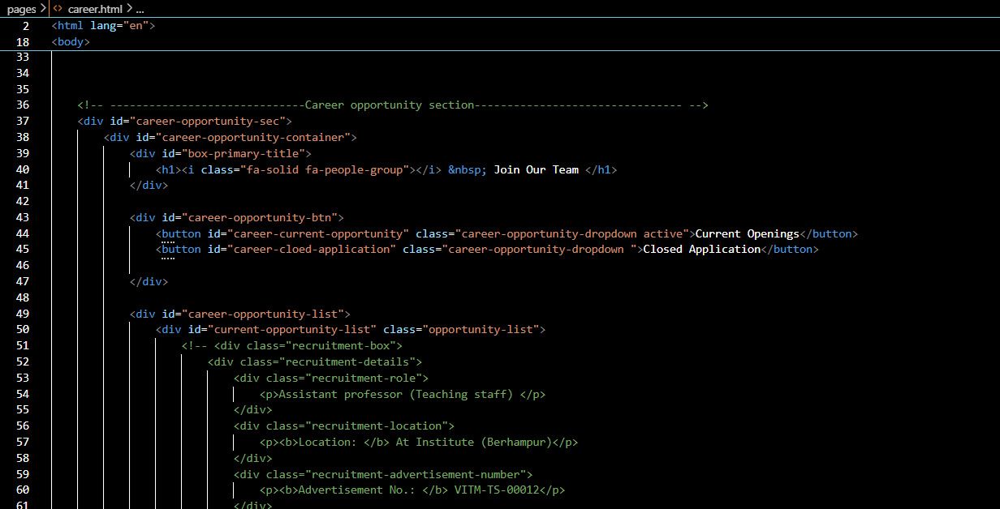 pages > <> career.html > ...
2 <html lang="en">
18 <body>
33
34
35
36 <!-- ------------------------------Career opportunity section-------------------------------- -->
37 <div id="career-opportunity-sec">
38 <div id="career-opportunity-container">
39 <div id="box-primary-title">
40 <h1><i class="fa-solid fa-people-group"></i> &nbsp; Join Our Team </h1>
41 </div>
42
43 <div id="career-opportunity-btn">
44 <button id="career-current-opportunity" class="career-opportunity-dropdown active">Current Openings</button>
45 <button id="career-cloed-application" class="career-opportunity-dropdown ">Closed Application</button>
46
47 </div>
48
49 <div id="career-opportunity-list">
50 <div id="current-opportunity-list" class="opportunity-list">
51 <!-- <div class="recruitment-box">
52 <div class="recruitment-details">
53 <div class="recruitment-role">
54 <p>Assistant professor (Teaching staff) </p>
55 </div>
56 <div class="recruitment-location">
57 <p><b>Location: </b> At Institute (Berhampur)</p>
58 </div>
59 <div class="recruitment-advertisement-number">
60 <p><b>Advertisement No.: </b> VITM-TS-00012</p>
61 </div>